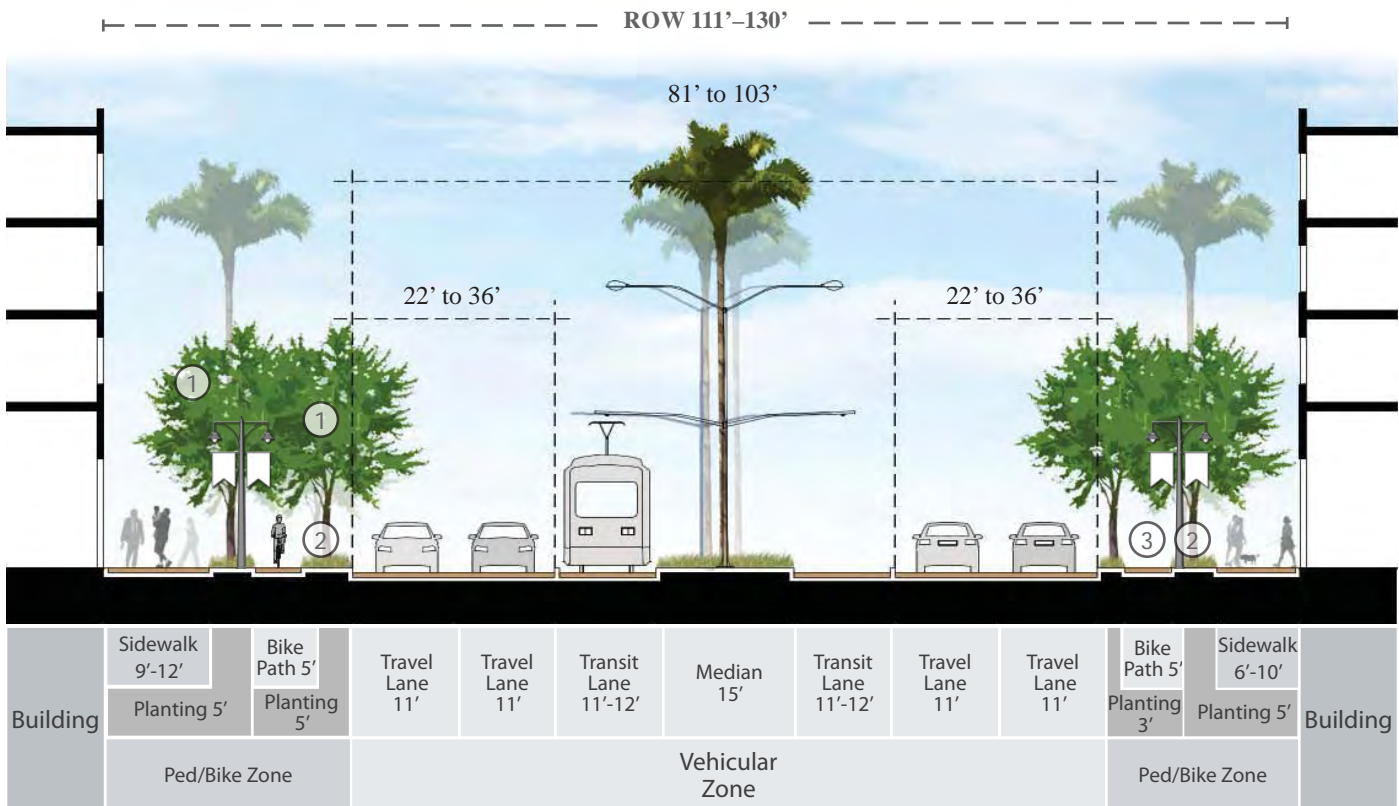 ROW 111’–130’
81’ to 103’
22’ to 36’
22’ to 36’
1
1
2
3
2
Building
Sidewalk
9'-12'
Planting 5’
Bike
Path 5’
Planting
5’
Travel
Lane
11’
Travel
Lane
11’
Transit
Lane
11’-12’
Median
15’
Transit
Lane
11’-12’
Travel
Lane
11’
Travel
Lane
11’
Bike
Path 5’
Planting
3’
Sidewalk
6’-10’
Planting 5’
Building
Ped/Bike Zone
Vehicular
Zone
Ped/Bike Zone